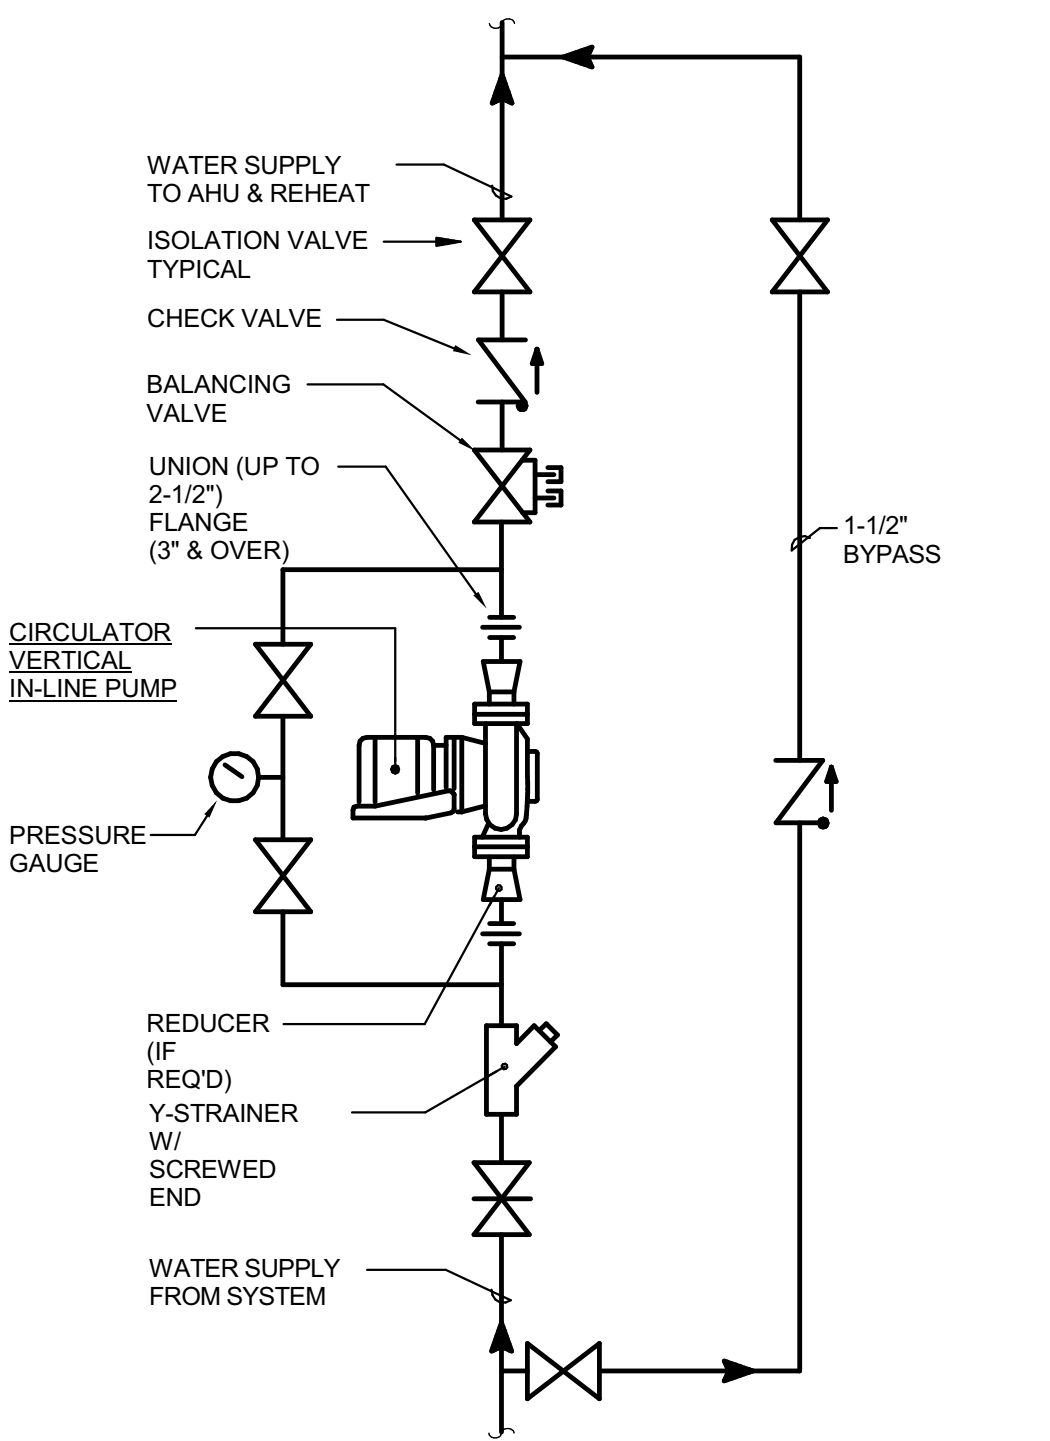 WATER SUPPLY
TO AHU & REHEAT
ISOLATION VALVE
TYPICAL
CHECK VALVE
BALANCING
VALVE
UNION (UP TO
2-1/2")
FLANGE
(3" & OVER)
1-1/2"
BYPASS
CIRCULATOR
VERTICAL
IN-LINE PUMP
PRESSURE
GAUGE
REDUCER
(IF
REQ'D)
Y-STRAINER
W/
SCREWED
END
WATER SUPPLY
FROM SYSTEM